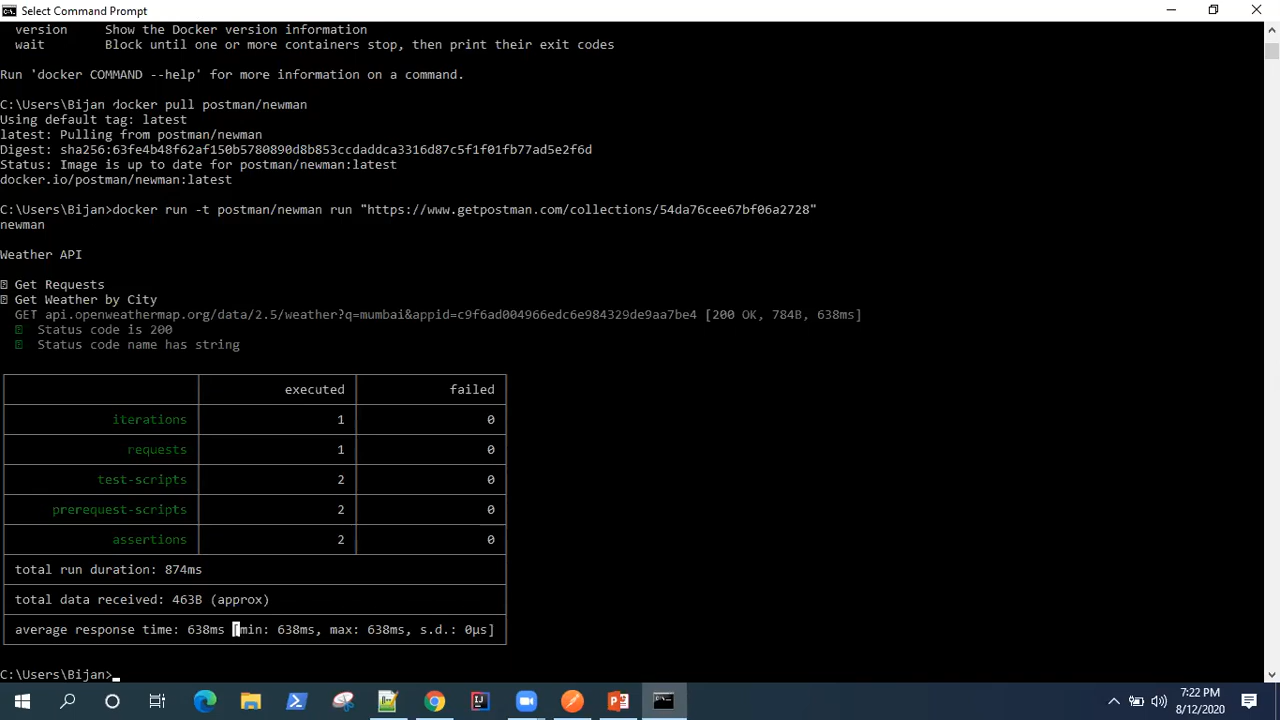 Select Command Prompt
version Show the Docker version information
wait Block until one or more containers stop, then print their exit codes
Run 'docker COMMAND --help' for more information on a command.
C:\Users\Bijan docker pull postman/newman
Using default tag: latest
latest: Pulling from postman/newman
Digest: sha256:63fe4b48f62af150b5780890d8b853ccdaddca3316d87c5f1f01fb77ad5e2f6d
Status: Image is up to date for postman/newman:latest
docker.io/postman/newman:latest
C:\Users\Bijan>docker run -t postman/newman run "https://www.getpostman.com/collections/54da76cee67bf06a2728"
newman
Weather API
Get Requests
Get Weather by City
GET api.openweathermap.org/data/2.5/weather?q=mumbai&appid=c9f6ad004966edc6e984329de9aa7be4 [200 OK, 784B, 638ms]
Status code is 200
Status code name has string
executed failed
iterations 1 0
requests 1 0
test-scripts 2 0
prerequest-scripts 2 0
assertions 2 0
total run duration: 874ms
total data received: 463B (approx)
average response time: 638ms [min: 638ms, max: 638ms, s.d.: 0µs]
C:\Users\Bijan>
7:22 PM
8/12/2020